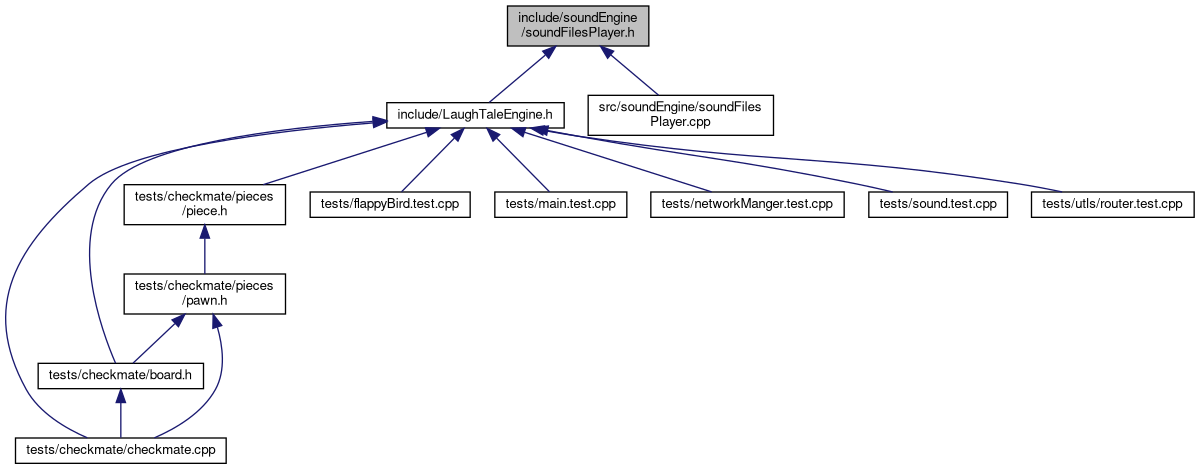 include/soundEngine
/soundFilesPlayer.h
include/LaughTaleEngine.h
src/soundEngine/soundFiles
Player.cpp
tests/checkmate/pieces
/piece.h
tests/flappyBird.test.cpp
tests/main.test.cpp
tests/networkManger.test.cpp
tests/sound.test.cpp
tests/utls/router.test.cpp
tests/checkmate/pieces
/pawn.h
tests/checkmate/board.h
tests/checkmate/checkmate.cpp